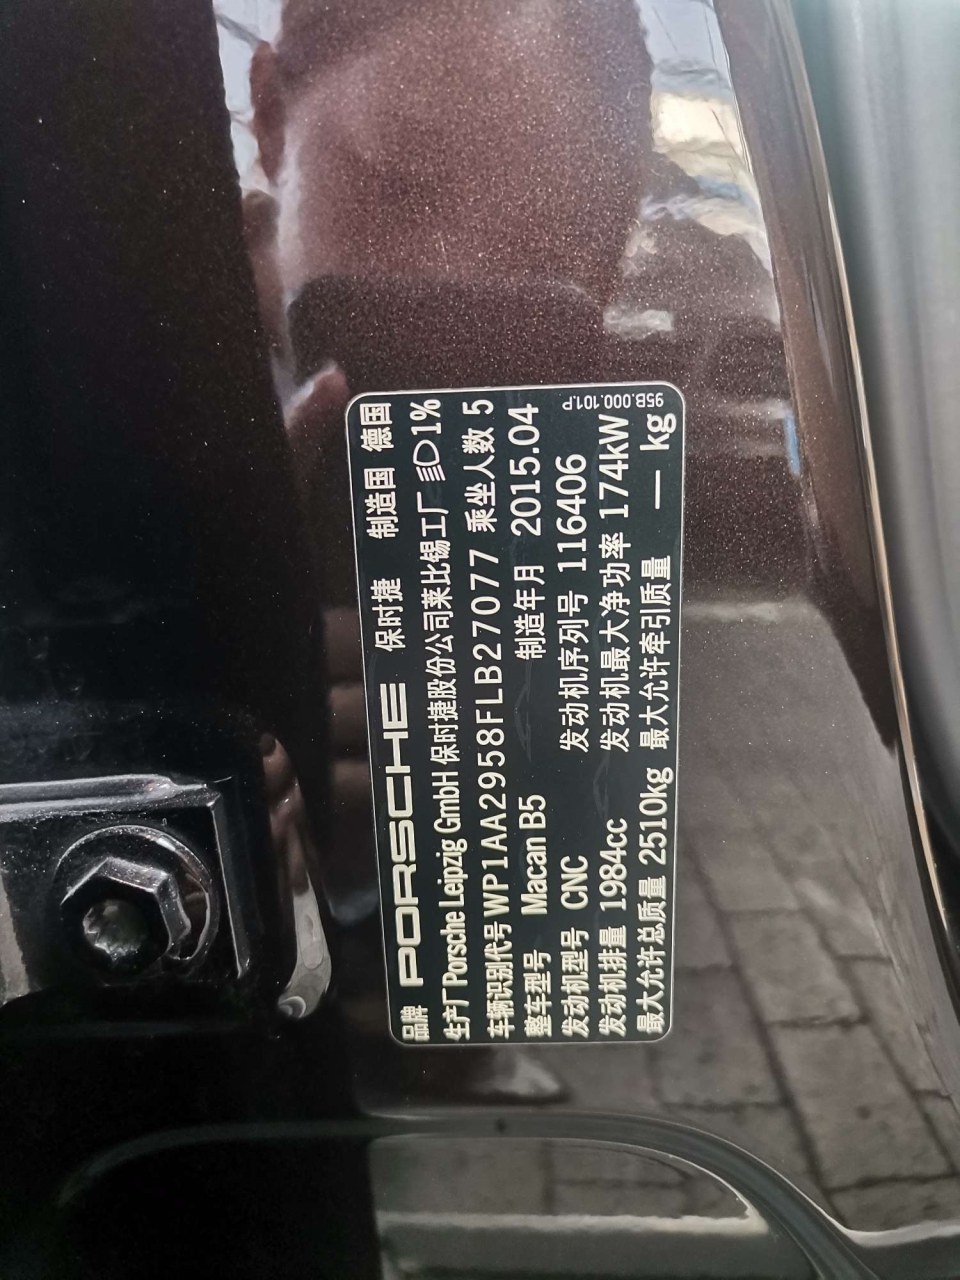 品牌 PORSCHE 保时捷 制造国 德国
生产厂 Porsche Leipzig GmbH 保时捷股份公司莱比锡工厂 1%
车辆识别代号 WP1AA2958FLB27077 乘坐人数 5
整车型号 Macan B5 制造年月 2015.04
发动机型号 CNC 发动机序列号 116406
发动机排量 1984cc 发动机最大净功率 174kW
最大允许总质量 2510kg 最大允许牵引质量 — kg
95B.000.101.P